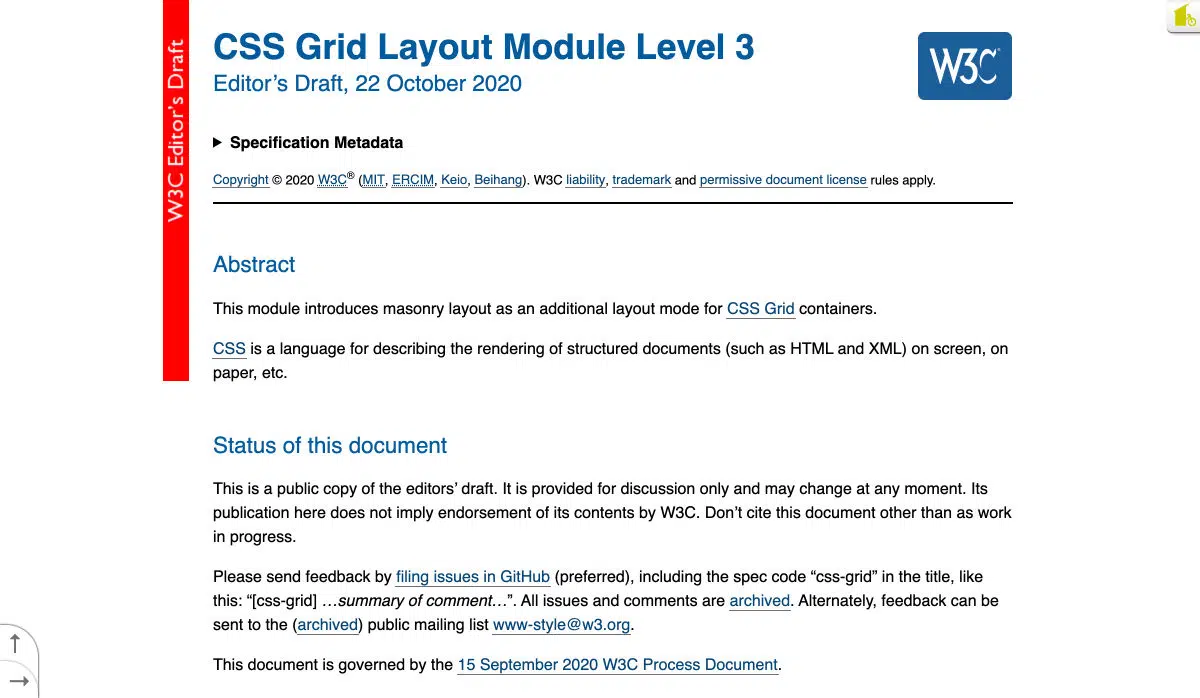 W3C Editor’s Draft
CSS Grid Layout Module Level 3
Editor’s Draft, 22 October 2020
W3C®
▶ Specification Metadata
Copyright © 2020 W3C® (MIT, ERCIM, Keio, Beihang). W3C liability, trademark and permissive document license rules apply.
Abstract
This module introduces masonry layout as an additional layout mode for CSS Grid containers.
CSS is a language for describing the rendering of structured documents (such as HTML and XML) on screen, on
paper, etc.
Status of this document
This is a public copy of the editors’ draft. It is provided for discussion only and may change at any moment. Its
publication here does not imply endorsement of its contents by W3C. Don’t cite this document other than as work
in progress.
Please send feedback by filing issues in GitHub (preferred), including the spec code “css-grid” in the title, like
this: “[css-grid] …summary of comment…”. All issues and comments are archived. Alternately, feedback can be
sent to the (archived) public mailing list www-style@w3.org.
This document is governed by the 15 September 2020 W3C Process Document.
↑
→